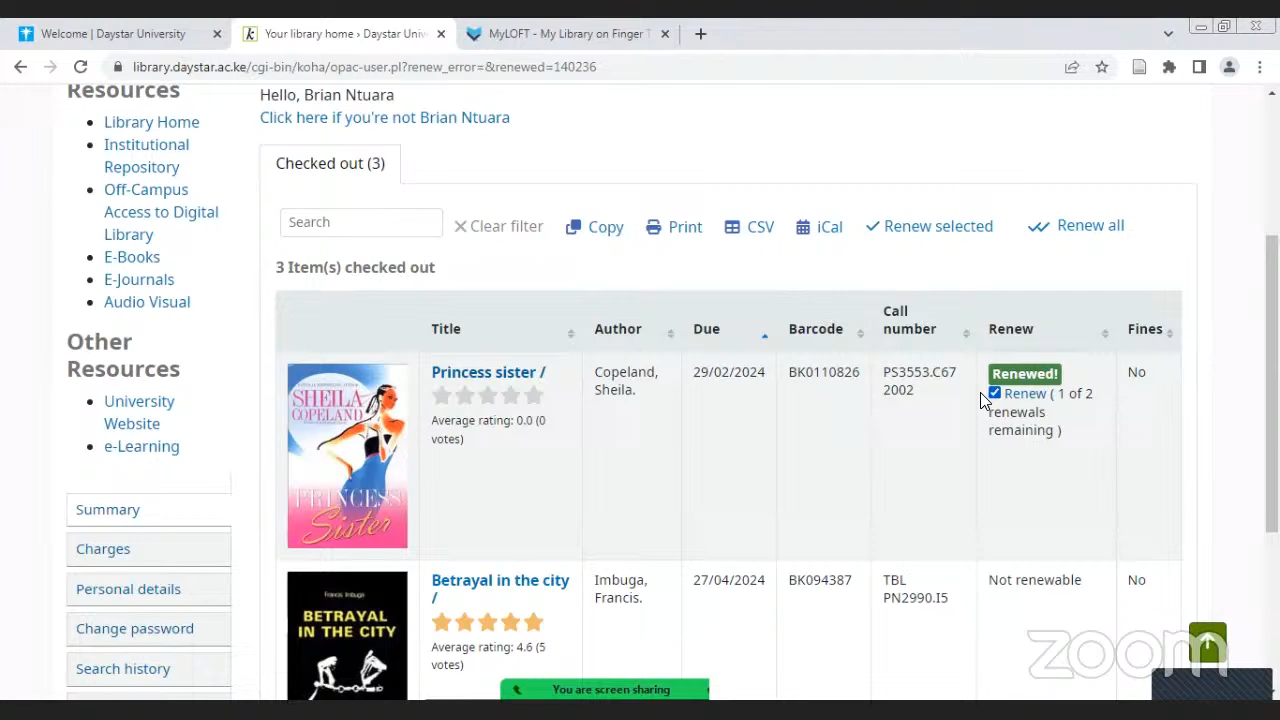 Welcome | Daystar University
Your library home › Daystar Univ
MyLOFT - My Library on Finger T
library.daystar.ac.ke/cgi-bin/koha/opac-user.pl?renew_error=&renewed=140236
Resources
Library Home
Institutional
Repository
Off-Campus
Access to Digital
Library
E-Books
E-Journals
Audio Visual
Other
Resources
University
Website
e-Learning
Summary
Charges
Personal details
Change password
Search history
Hello, Brian Ntuara
Click here if you're not Brian Ntuara
Checked out (3)
Search
Clear filter
Copy
Print
CSV
iCal
Renew selected
Renew all
3 Item(s) checked out
Title
Author
Due
Barcode
Call
number
Renew
Fines
SHEILA
COPELAND
PRINCESS
Sister
Princess sister /
Average rating: 0.0 (0
votes)
Copeland,
Sheila.
29/02/2024
BK0110826
PS3553.C67
2002
Renewed!
Renew ( 1 of 2
renewals
remaining )
No
Francis Imbuga
BETRAYAL
IN THE CITY
Betrayal in the city
/
Average rating: 4.6 (5
votes)
Imbuga,
Francis.
27/04/2024
BK094387
TBL
PN2990.I5
Not renewable
No
zoom
You are screen sharing